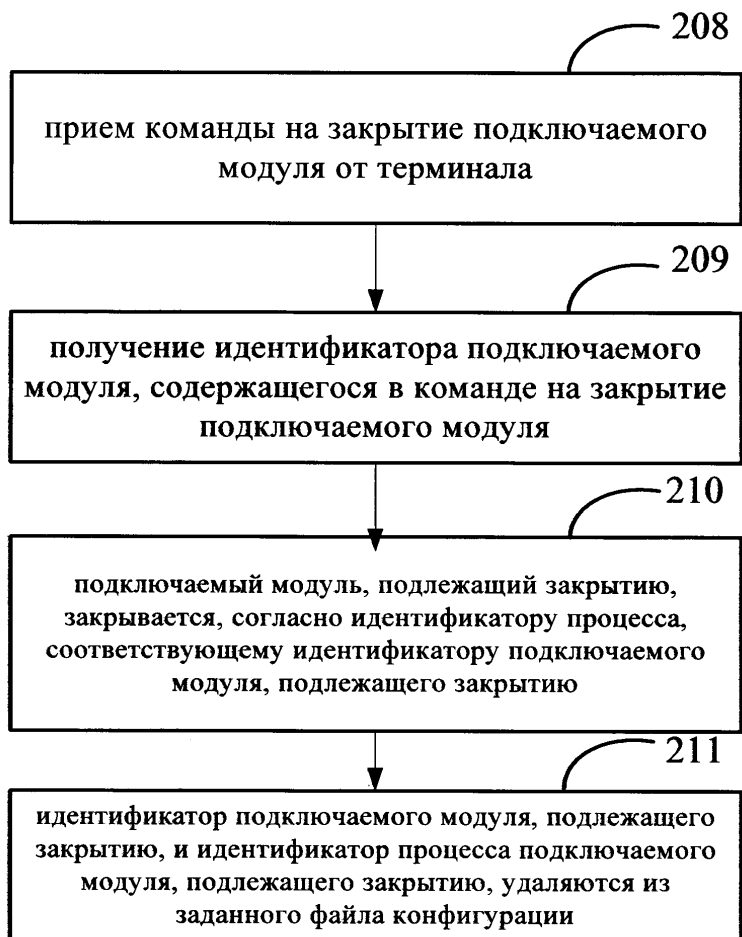 208
прием команды на закрытие подключаемого
модуля от терминала
209
получение идентификатора подключаемого
модуля, содержащегося в команде на закрытие
подключаемого модуля
210
подключаемый модуль, подлежащий закрытию,
закрывается, согласно идентификатору процесса,
соответствующему идентификатору подключаемого
модуля, подлежащего закрытию
211
идентификатор подключаемого модуля, подлежащего
закрытию, и идентификатор процесса подключаемого
модуля, подлежащего закрытию, удаляются из
заданного файла конфигурации